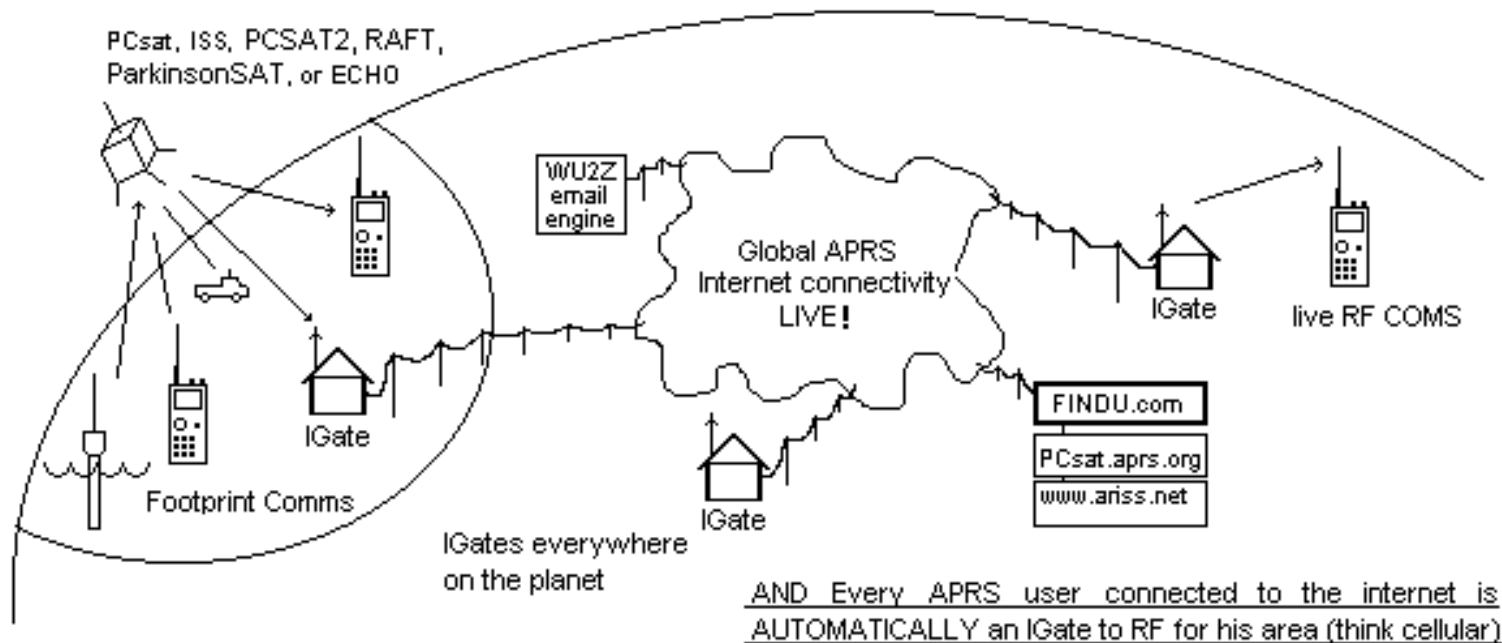 PCsat, ISS, PCSAT2, RAFT,
ParkinsonSAT, or ECHO
WU2Z
email
engine
Global APRS
Internet connectivity
LIVE!
IGate
live RF COMS
IGate
FINDU.com
PCsat.aprs.org
www.ariss.net
Footprint Comms
IGate
IGates everywhere
on the planet
AND Every APRS user connected to the internet is
AUTOMATICALLY an IGate to RF for his area (think cellular)